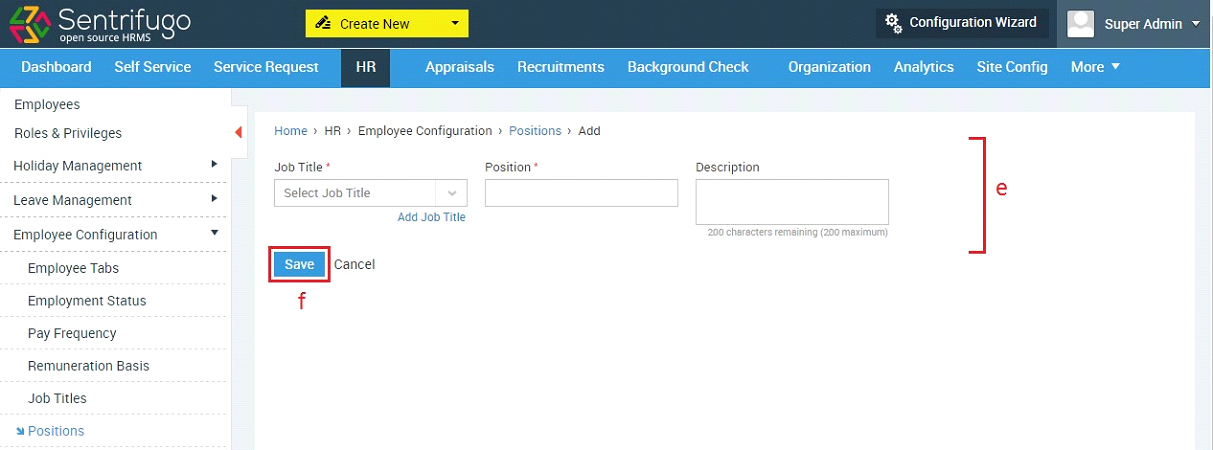 Sentrifugo
open source HRMS
Create New
Configuration Wizard
Super Admin
Dashboard Self Service Service Request HR Appraisals Recruitments Background Check Organization Analytics Site Config More
Employees
Roles & Privileges
Holiday Management
Leave Management
Employee Configuration
Employee Tabs
Employment Status
Pay Frequency
Remuneration Basis
Job Titles
Positions
Home › HR › Employee Configuration › Positions › Add
Job Title * Position * Description
Select Job Title
Add Job Title
200 characters remaining (200 maximum)
e
Save Cancel
f